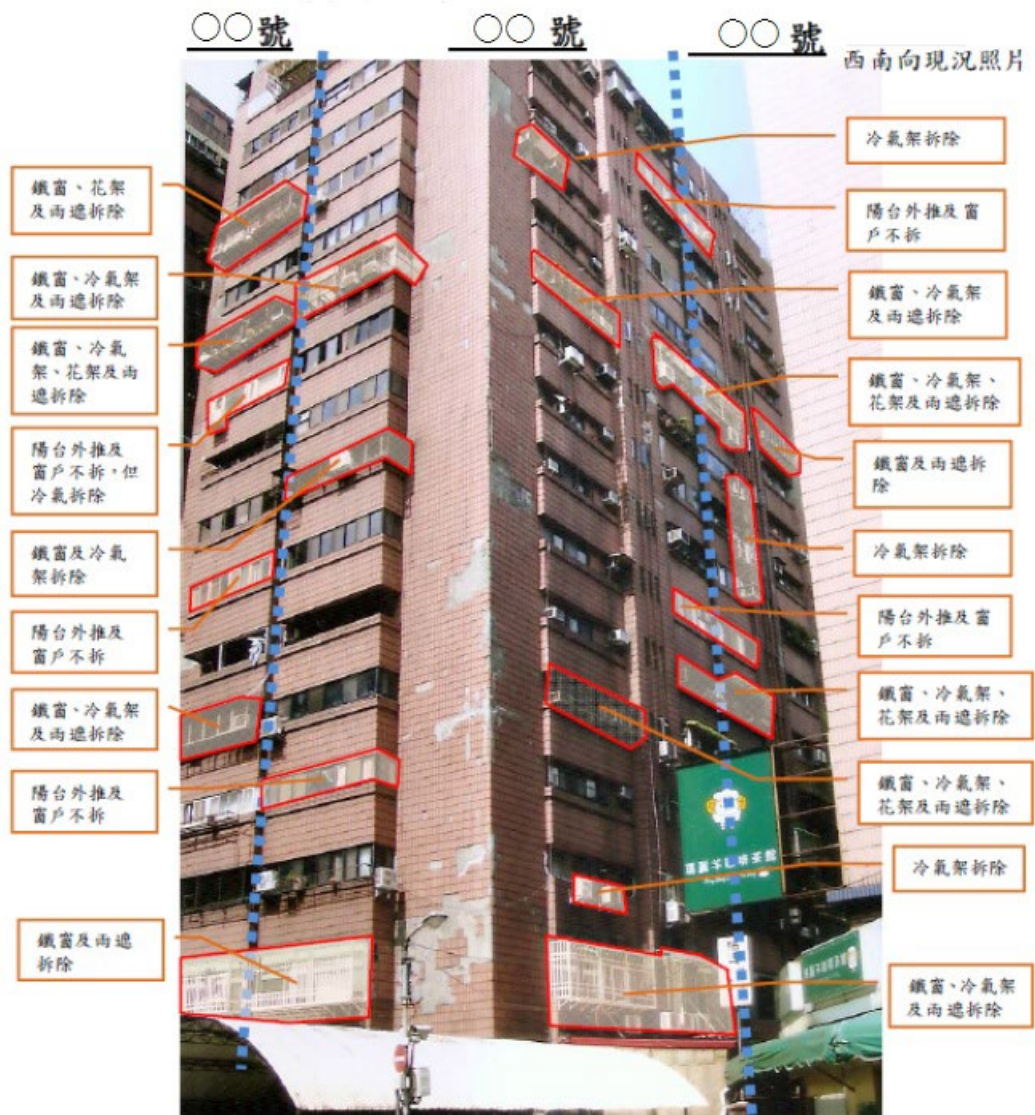 ○○號
○○ 號
○○ 號
西南向現況照片
鐵窗、花架
及雨遮拆除
鐵窗、冷氣架
及雨遮拆除
鐵窗、冷氣
架、花架及雨
遮拆除
陽台外推及
窗戶不拆，但
冷氣拆除
鐵窗及冷氣
架拆除
陽台外推及
窗戶不拆
鐵窗、冷氣架
及雨遮拆除
陽台外推及
窗戶不拆
鐵窗及雨遮
拆除
冷氣架拆除
陽台外推及窗
戶不拆
鐵窗、冷氣架
及雨遮拆除
鐵窗、冷氣架、
花架及雨遮拆除
鐵窗及雨遮拆
除
冷氣架拆除
陽台外推及窗
戶不拆
鐵窗、冷氣架、
花架及雨遮拆除
鐵窗、冷氣架、
花架及雨遮拆除
冷氣架拆除
鐵窗、冷氣架
及雨遮拆除